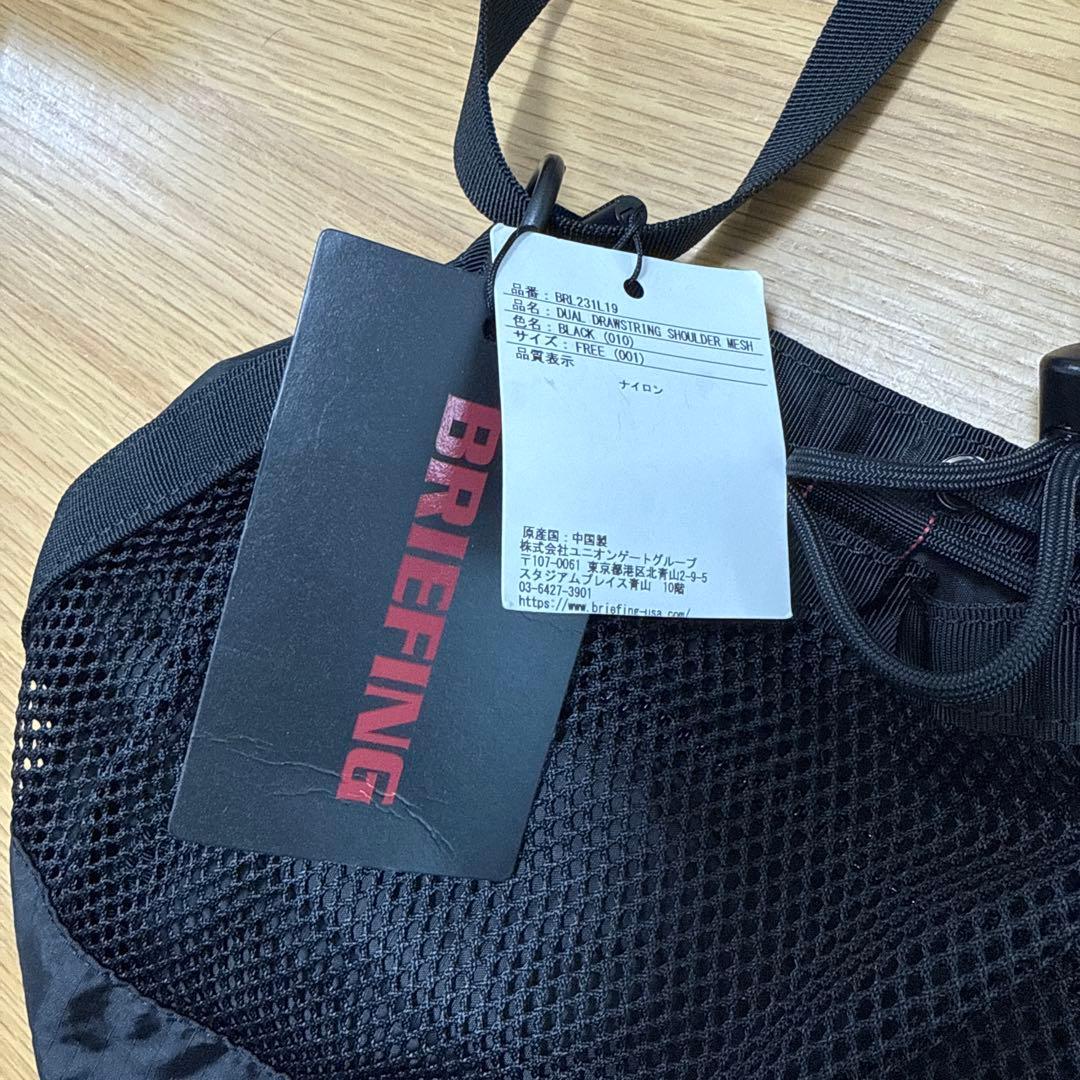 BRIEFING
品番 : BRL231L19
品名 : DUAL DRAWSTRING SHOULDER MESH
色名 : BLACK (010)
サイズ : FREE (001)
品質表示
ナイロン
原産国 : 中国製
株式会社ユニオンゲートグループ
〒107-0061 東京都港区北青山2-9-5
スタジアムプレイス青山 10階
03-6427-3901
https://www.briefing-usa.com/